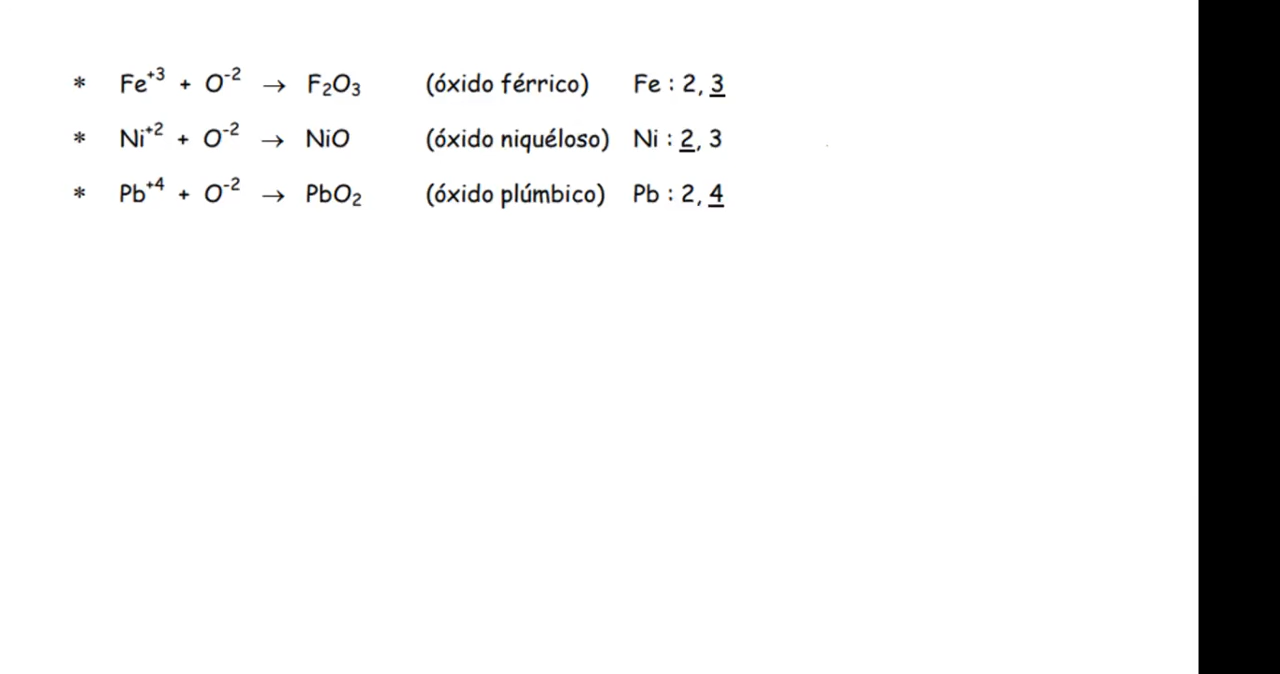 * Fe⁺³ + O⁻² → F₂O₃ (óxido férrico) Fe : 2, 3
* Ni⁺² + O⁻² → NiO (óxido niquéloso) Ni : 2, 3
* Pb⁺⁴ + O⁻² → PbO₂ (óxido plúmbico) Pb : 2, 4